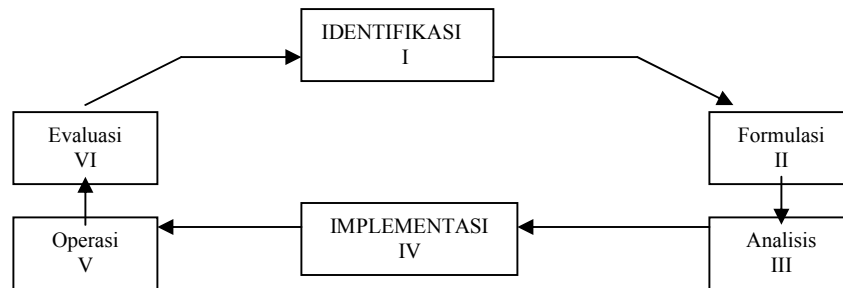 IDENTIFIKASI
I
Evaluasi
VI
Formulasi
II
Operasi
V
IMPLEMENTASI
IV
Analisis
III